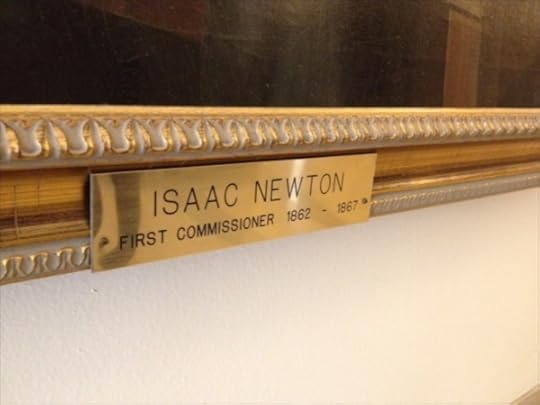 ISAAC NEWTON
FIRST COMMISSIONER 1862 - 1867